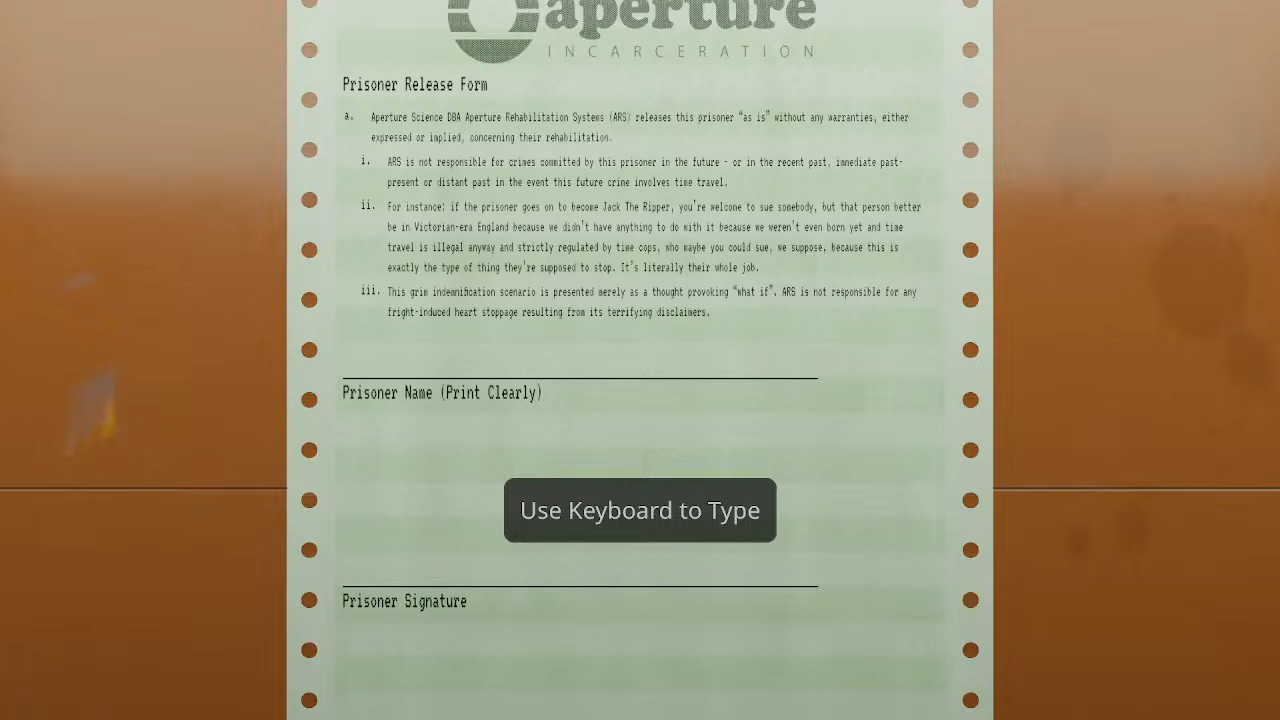 aperture
INCARCERATION
Prisoner Release Form
a. Aperture Science DBA Aperture Rehabilitation Systems (ARS) releases this prisoner “as is” without any warranties, either
expressed or implied, concerning their rehabilitation.
i. ARS is not responsible for crimes committed by this prisoner in the future - or in the recent past, immediate past-
present or distant past in the event this future crime involves time travel.
ii. For instance: if the prisoner goes on to become Jack The Ripper, you're welcome to sue somebody, but that person better
be in Victorian-era England because we didn't have anything to do with it because we weren't even born yet and time
travel is illegal anyway and strictly regulated by time cops, who maybe you could sue, we suppose, because this is
exactly the type of thing they're supposed to stop. It's literally their whole job.
iii. This grim indemnification scenario is presented merely as a thought provoking “what if”. ARS is not responsible for any
fright-induced heart stoppage resulting from its terrifying disclaimers.
Prisoner Name (Print Clearly)
Use Keyboard to Type
Prisoner Signature